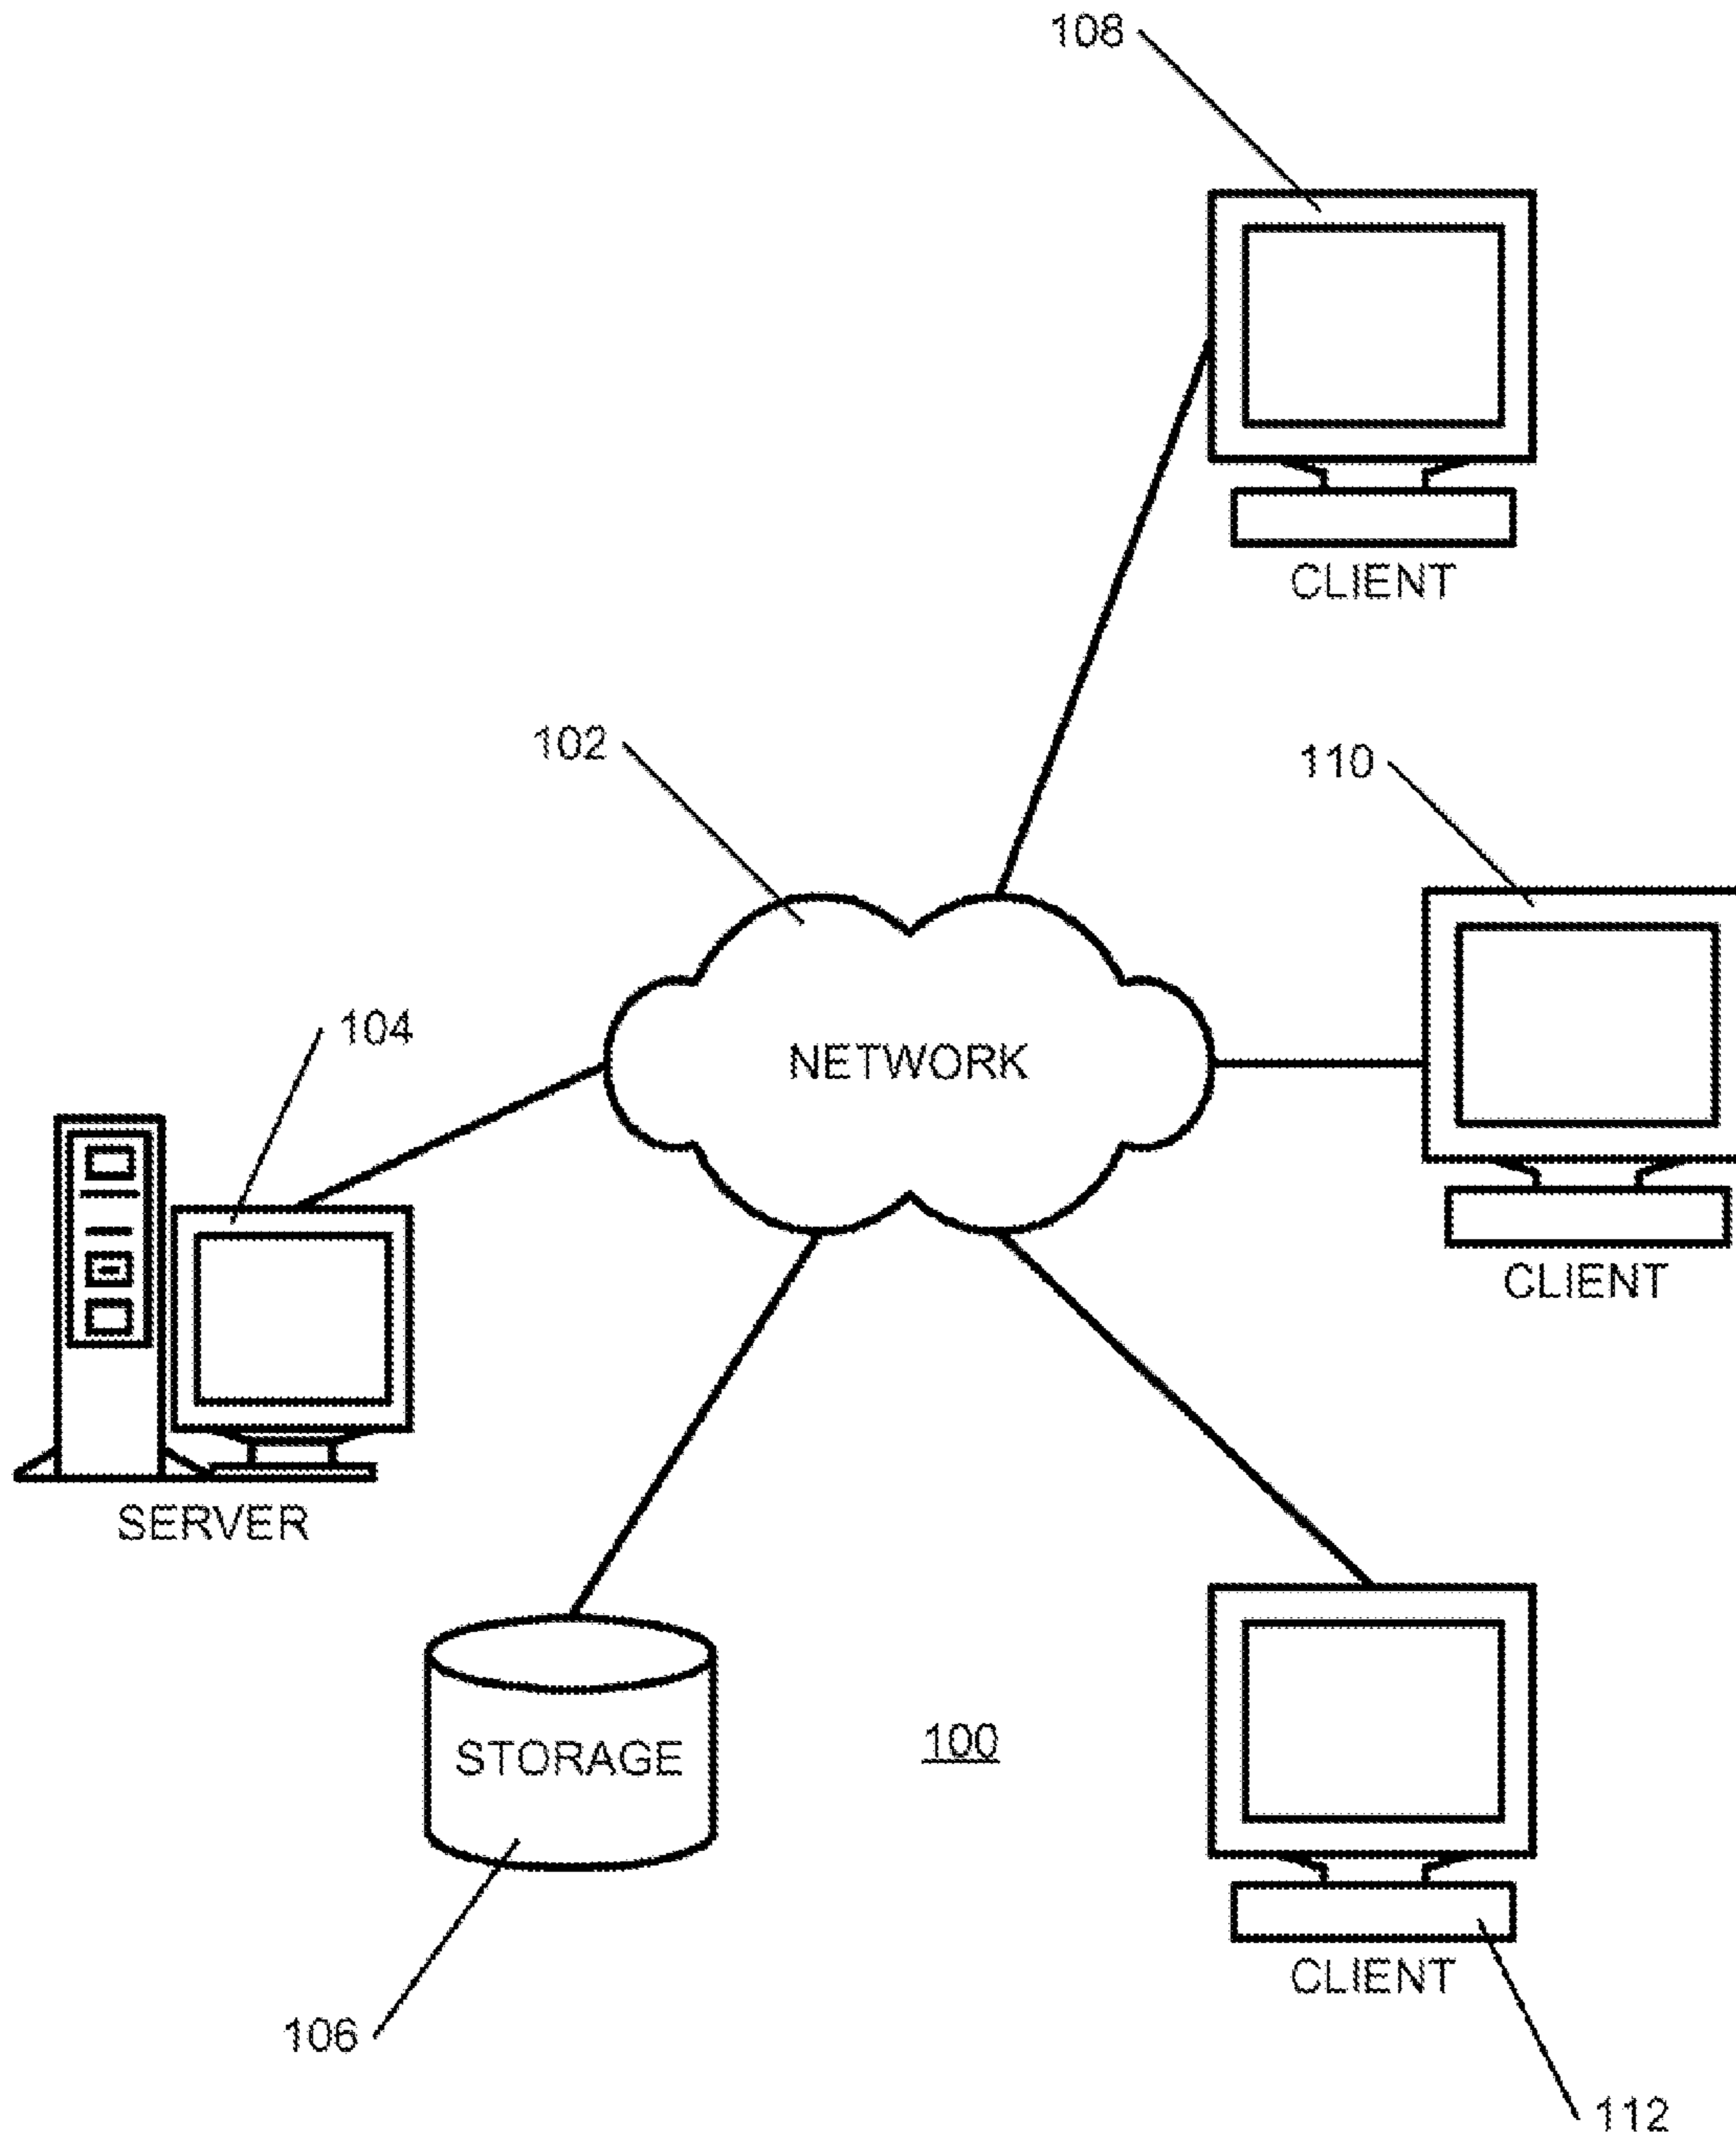 108
CLIENT
102
110
104
NETWORK
CLIENT
SERVER
STORAGE
100
CLIENT
106
112